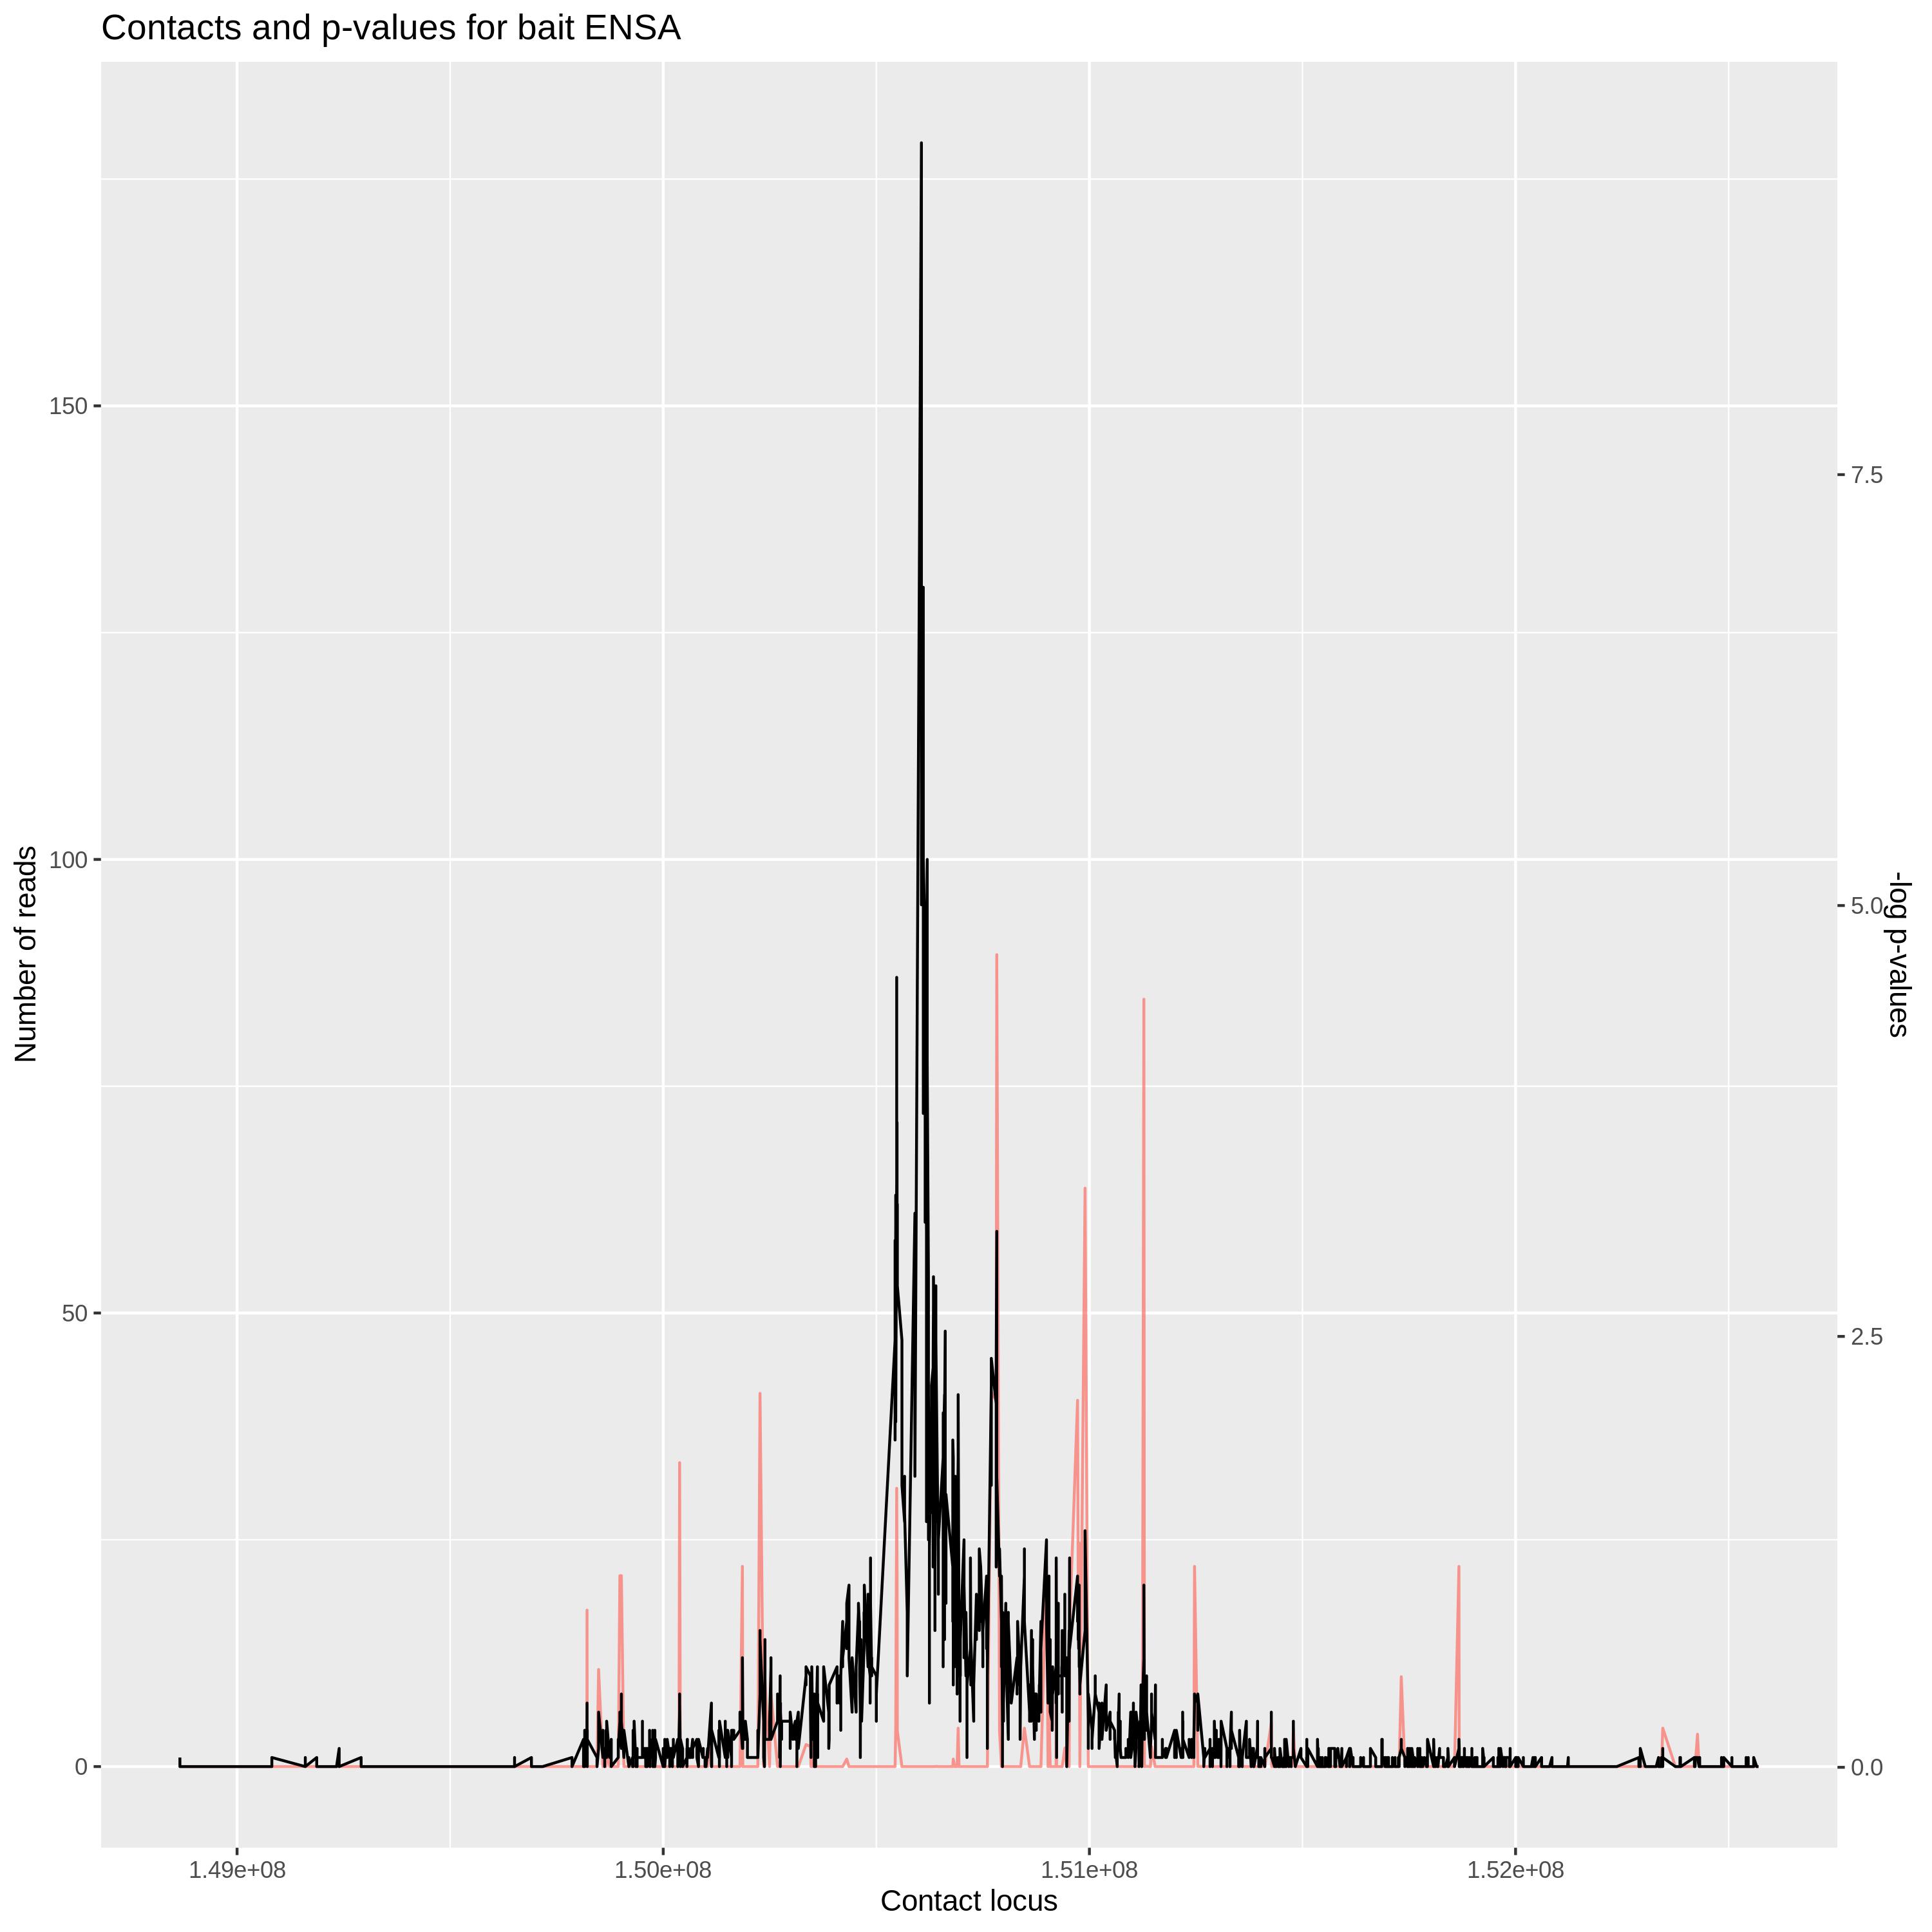 Contacts and p-values for bait ENSA
Number of reads
150
100
50
0
7.5
5.0
2.5
0.0
-log p-values
1.49e+08
1.50e+08
1.51e+08
1.52e+08
Contact locus